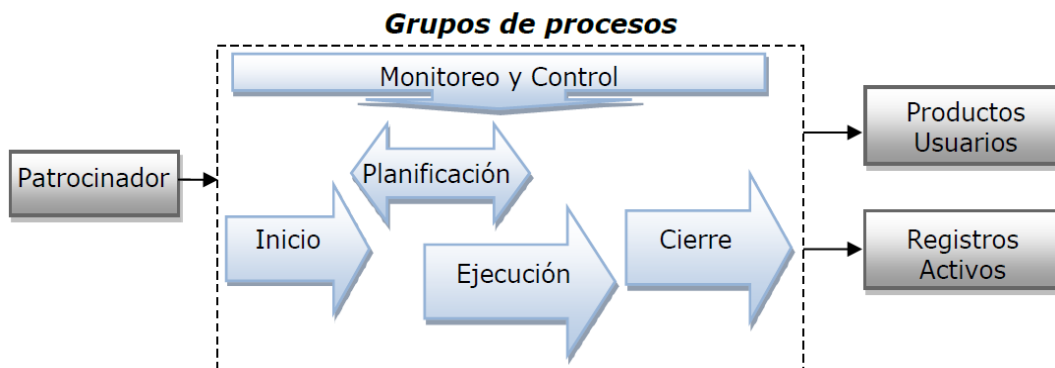 Grupos de procesos
Monitoreo y Control
Patrocinador
Planificación
Inicio
Ejecución
Cierre
Productos
Usuarios
Registros
Activos